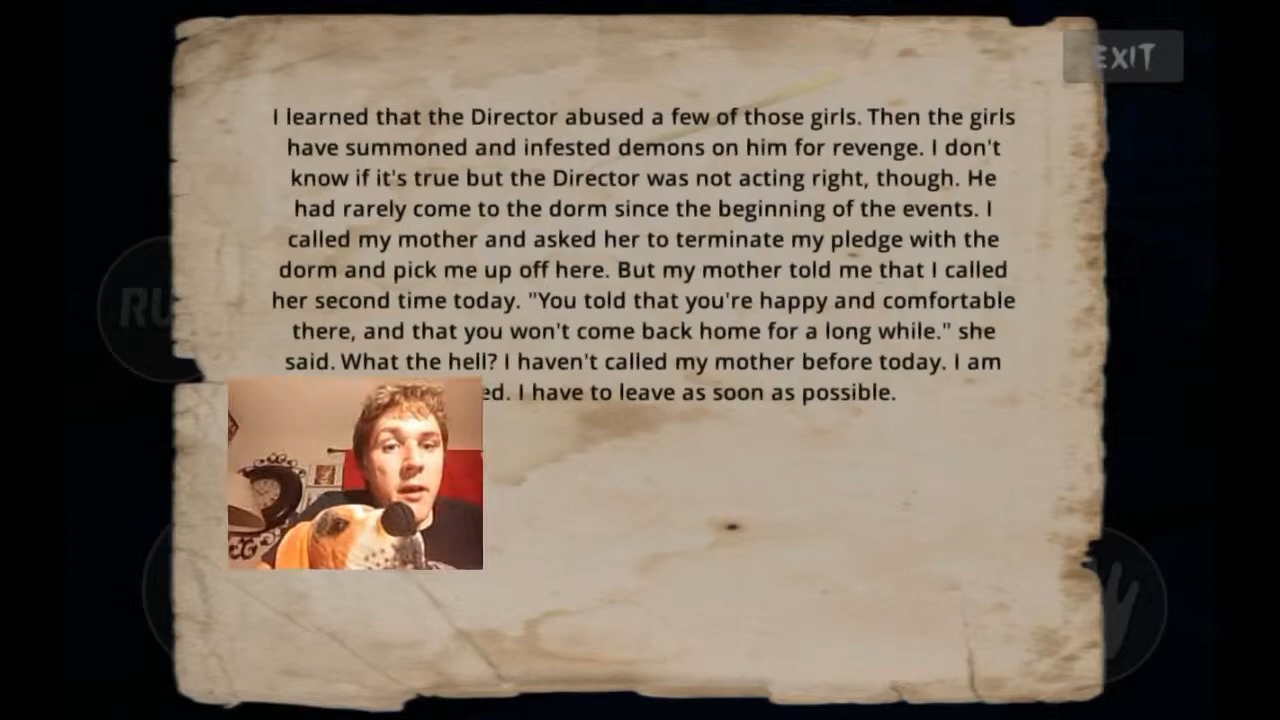 EXIT
I learned that the Director abused a few of those girls. Then the girls
have summoned and infested demons on him for revenge. I don't
know if it's true but the Director was not acting right, though. He
had rarely come to the dorm since the beginning of the events. I
called my mother and asked her to terminate my pledge with the
dorm and pick me up off here. But my mother told me that I called
her second time today. "You told that you're happy and comfortable
there, and that you won't come back home for a long while." she
said. What the hell? I haven't called my mother before today. I am
I have to leave as soon as possible.